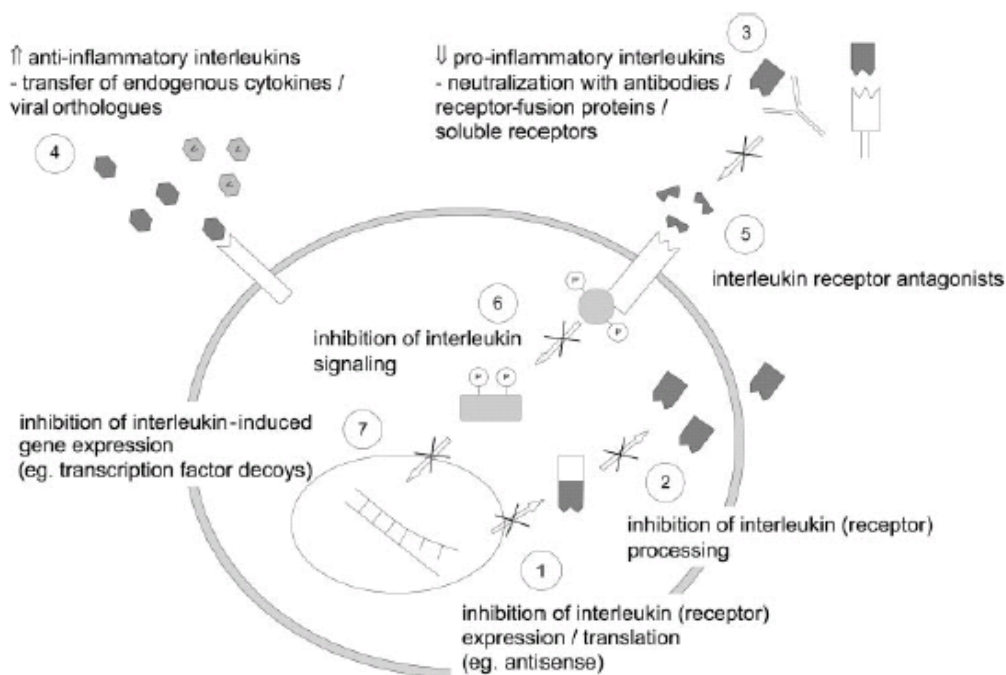 ⇑ anti-inflammatory interleukins
- transfer of endogenous cytokines /
viral orthologues
4
⇓ pro-inflammatory interleukins
- neutralization with antibodies /
receptor-fusion proteins /
soluble receptors
3
5
interleukin receptor antagonists
P
P
6
inhibition of interleukin
signaling
P P
inhibition of interleukin-induced
gene expression
(eg. transcription factor decoys)
7
2
inhibition of interleukin (receptor)
processing
1
inhibition of interleukin (receptor)
expression / translation
(eg. antisense)